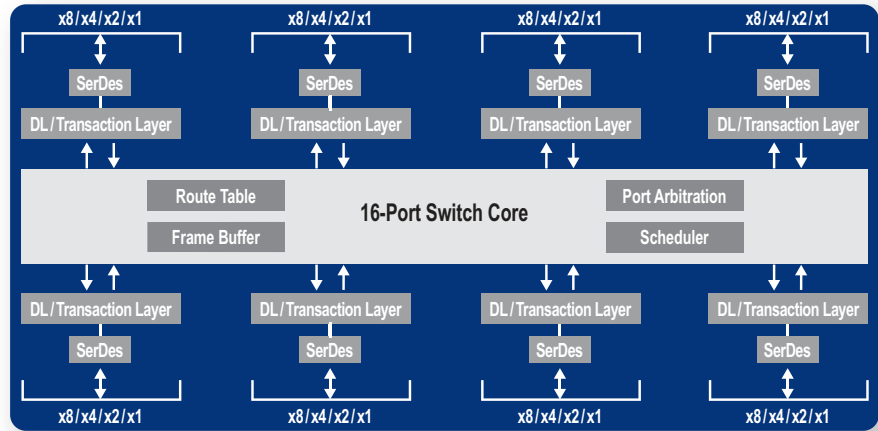 x8/x4/x2/x1 x8/x4/x2/x1 x8/x4/x2/x1 x8/x4/x2/x1
SerDes SerDes SerDes SerDes
DL/Transaction Layer DL/Transaction Layer DL/Transaction Layer DL/Transaction Layer
Route Table Port Arbitration
16-Port Switch Core
Frame Buffer Scheduler
DL/Transaction Layer DL/Transaction Layer DL/Transaction Layer DL/Transaction Layer
SerDes SerDes SerDes SerDes
x8/x4/x2/x1 x8/x4/x2/x1 x8/x4/x2/x1 x8/x4/x2/x1